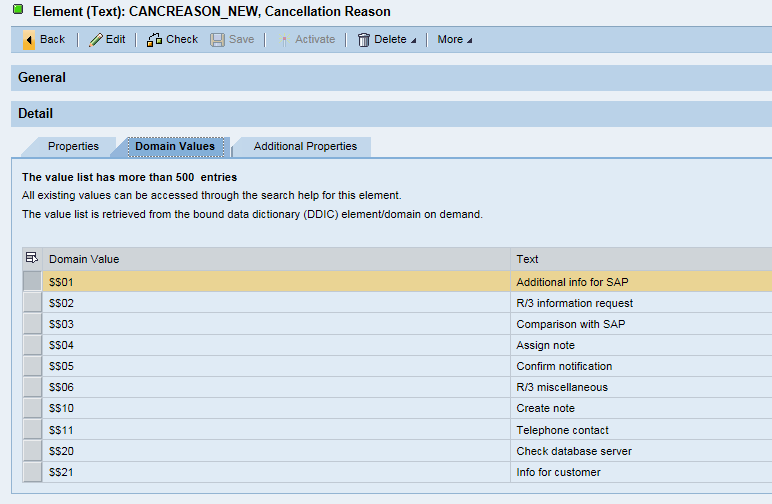 Element (Text): CANCREASON_NEW, Cancellation Reason
Back Edit Check Save Activate Delete More
General
Detail
Properties Domain Values Additional Properties
The value list has more than 500 entries
All existing values can be accessed through the search help for this element.
The value list is retrieved from the bound data dictionary (DDIC) element/domain on demand.
Domain Value Text
$$01 Additional info for SAP
$$02 R/3 information request
$$03 Comparison with SAP
$$04 Assign note
$$05 Confirm notification
$$06 R/3 miscellaneous
$$10 Create note
$$11 Telephone contact
$$20 Check database server
$$21 Info for customer